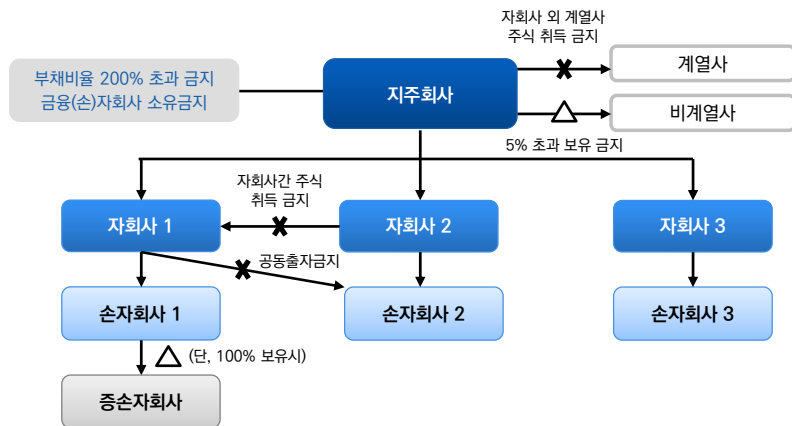 자회사 외 계열사
주식 취득 금지
부채비율 200% 초과 금지
금융(손)자회사 소유금지
지주회사
계열사
비계열사
5% 초과 보유 금지
자회사간 주식
취득 금지
자회사 1
자회사 2
자회사 3
공동출자금지
손자회사 1
손자회사 2
손자회사 3
(단, 100% 보유시)
증손자회사